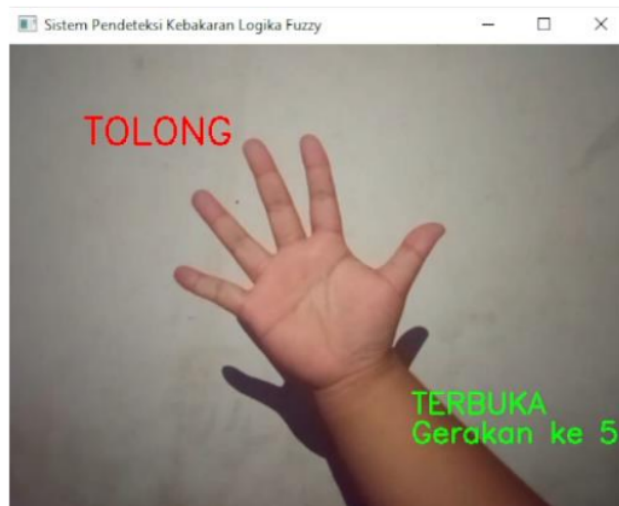 Sistem Pendeteksi Kebakaran Logika Fuzzy
TOLONG
TERBUKA
Gerakan ke 5